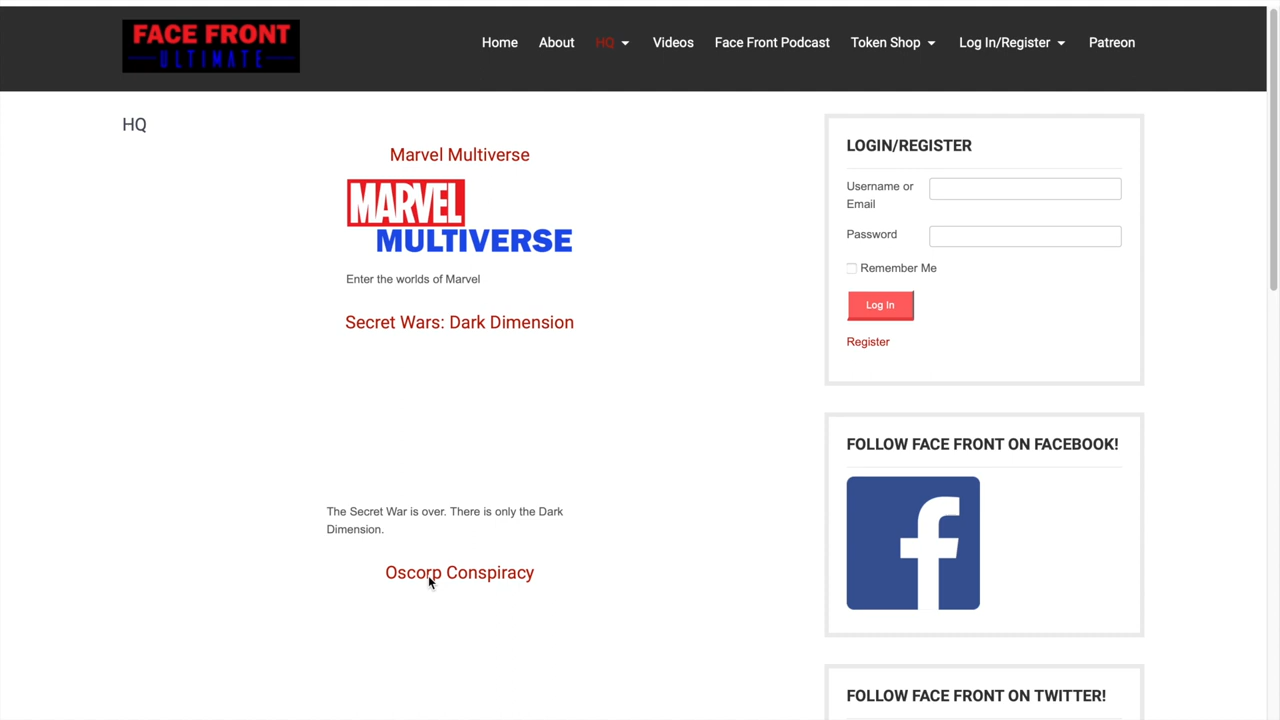 FACE FRONT
ULTIMATE
Home About HQ Videos Face Front Podcast Token Shop Log In/Register Patreon
HQ
Marvel Multiverse
MARVEL
MULTIVERSE
Enter the worlds of Marvel
Secret Wars: Dark Dimension
The Secret War is over. There is only the Dark
Dimension.
Oscorp Conspiracy
LOGIN/REGISTER
Username or
Email
Password
Remember Me
Log In
Register
FOLLOW FACE FRONT ON FACEBOOK!
f
FOLLOW FACE FRONT ON TWITTER!